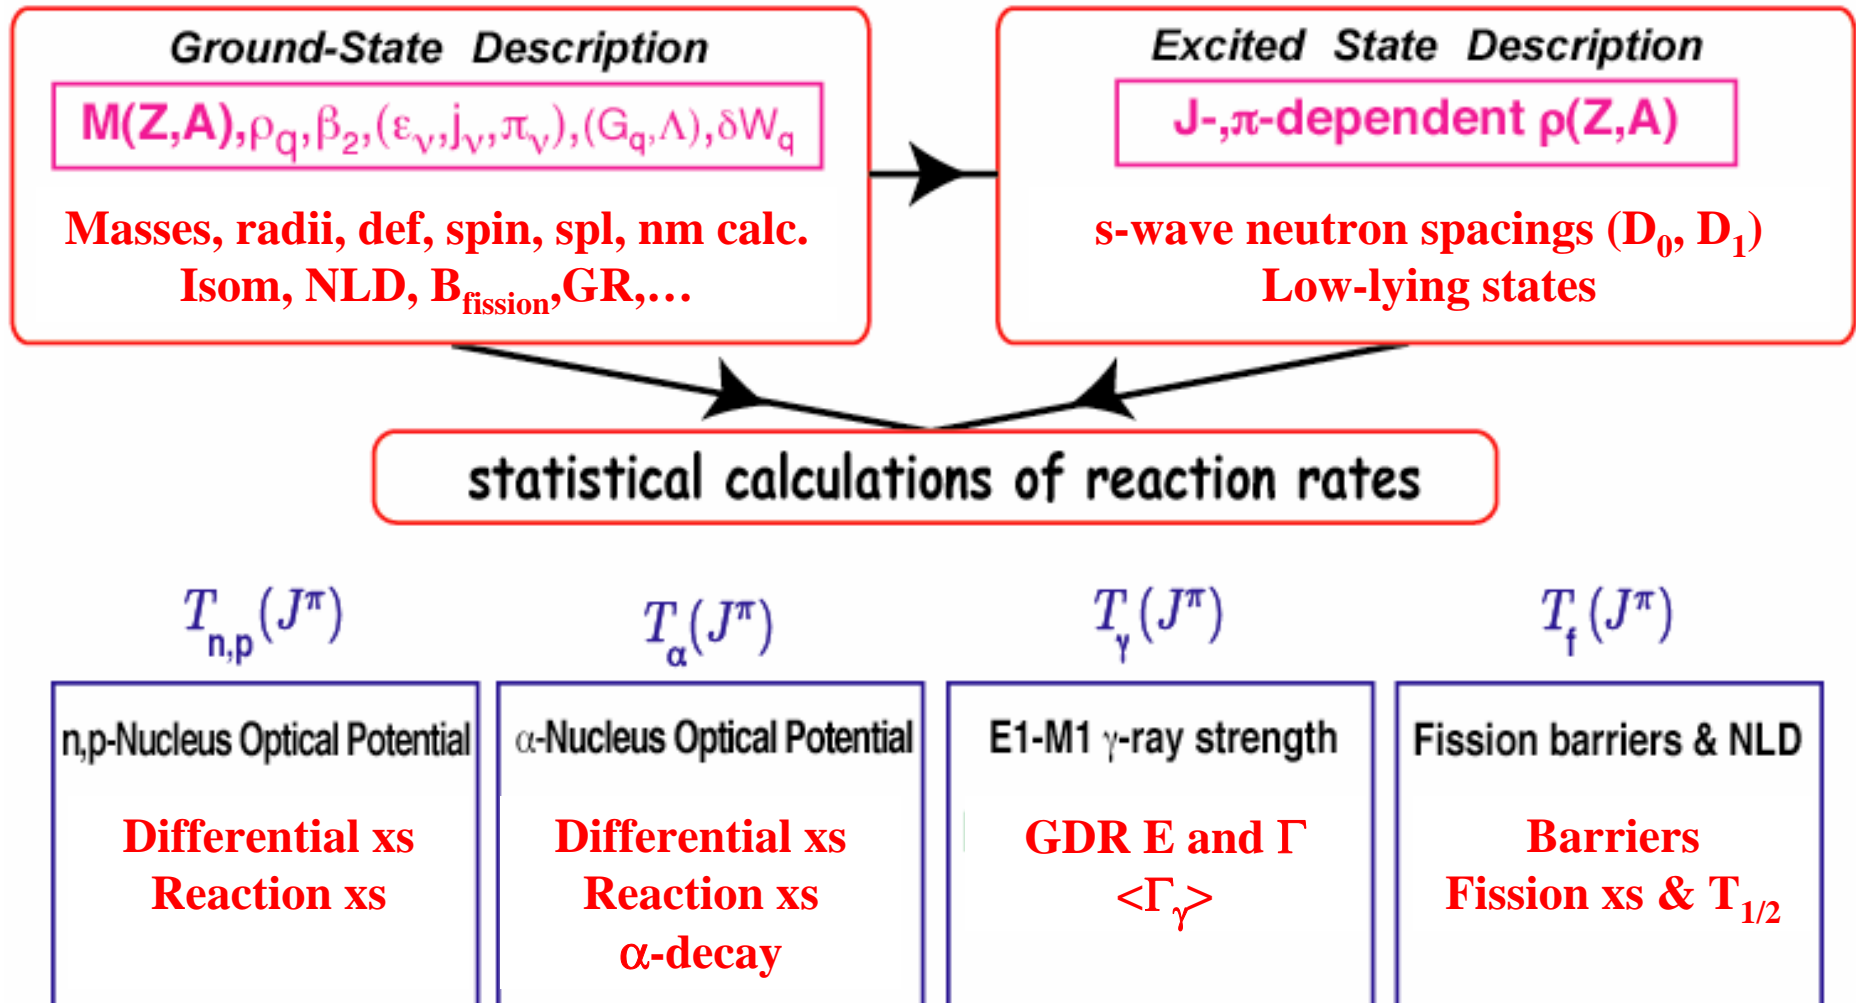 Ground-State Description
M(Z,A),ρq,β2,(εν,jν,πν),(Gq,Λ),δWq
Masses, radii, def, spin, spl, nm calc.
Isom, NLD, Bfission,GR,…
Excited State Description
J-,π-dependent ρ(Z,A)
s-wave neutron spacings (D0, D1)
Low-lying states
statistical calculations of reaction rates
Tn,p(Jπ)
n,p-Nucleus Optical Potential
Differential xs
Reaction xs
Tα(Jπ)
α-Nucleus Optical Potential
Differential xs
Reaction xs
α-decay
Tγ(Jπ)
E1-M1 γ-ray strength
GDR E and Γ
<Γγ>
Tf(Jπ)
Fission barriers & NLD
Barriers
Fission xs & T1/2